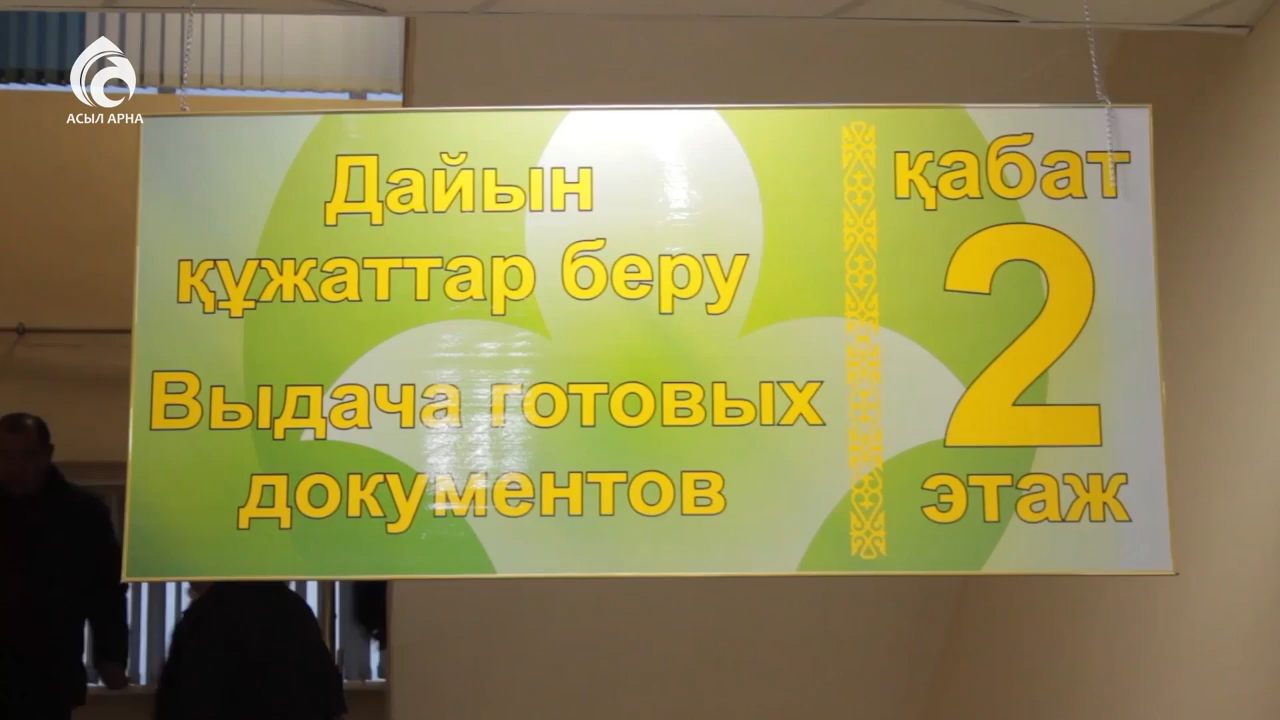 АСЫЛ АРНА
Дайын
құжаттар беру
Выдача готовых
документов
қабат
2
этаж